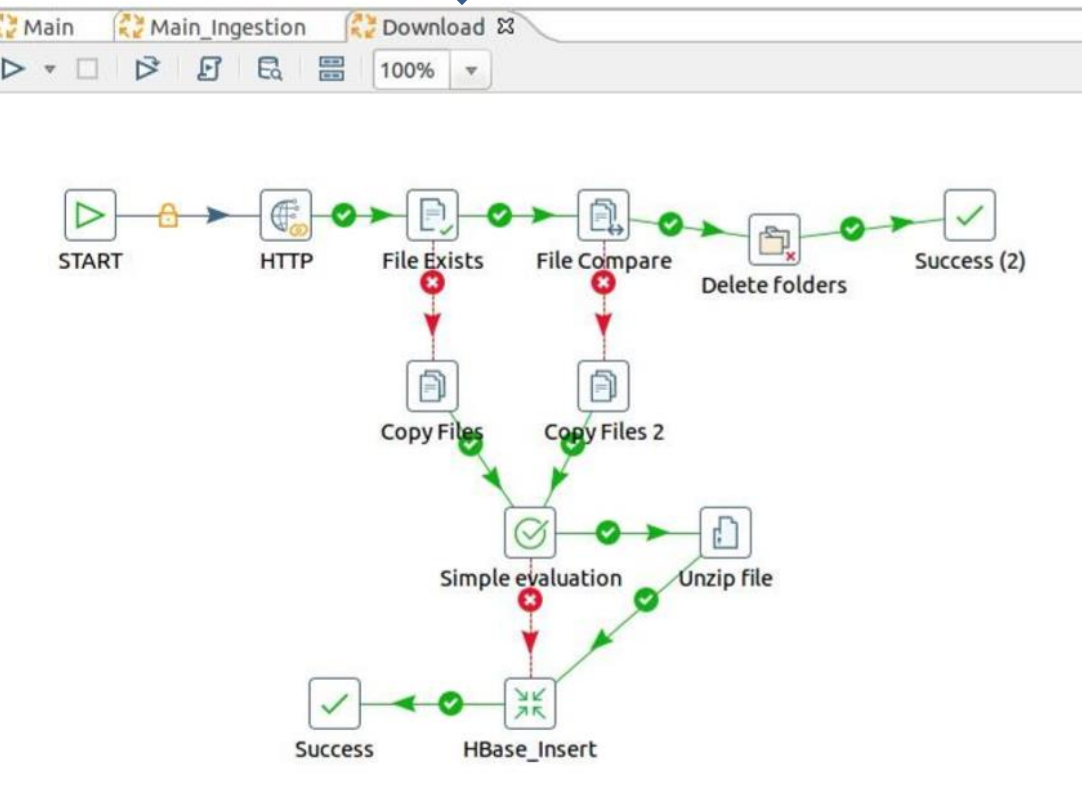 Main
Main_Ingestion
Download
100%
START
HTTP
File Exists
File Compare
Delete folders
Success (2)
Copy Files
Copy Files 2
Simple evaluation
Unzip file
Success
HBase_Insert